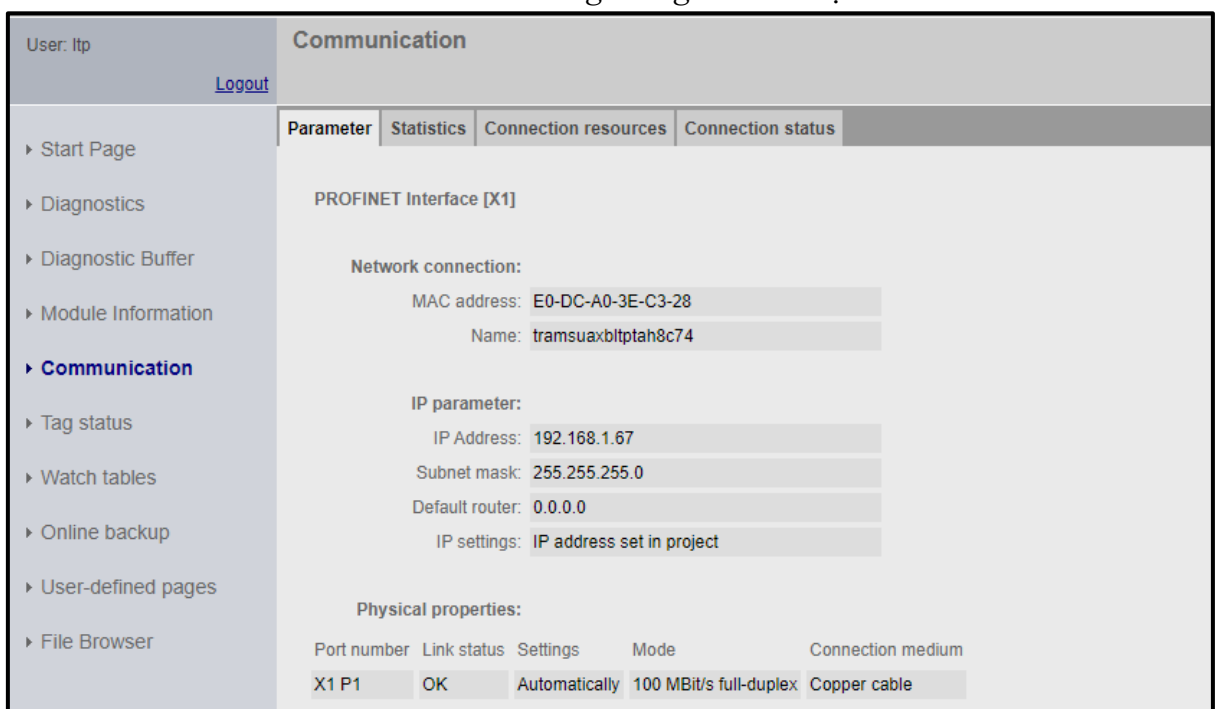 User: ltp
Logout
Communication
Parameter Statistics Connection resources Connection status
Start Page
Diagnostics
Diagnostic Buffer
Module Information
Communication
Tag status
Watch tables
Online backup
User-defined pages
File Browser
PROFINET Interface [X1]
Network connection:
MAC address: E0-DC-A0-3E-C3-28
Name: tramsuaxbltptah8c74
IP parameter:
IP Address: 192.168.1.67
Subnet mask: 255.255.255.0
Default router: 0.0.0.0
IP settings: IP address set in project
Physical properties:
Port number Link status Settings Mode Connection medium
X1 P1 OK Automatically 100 MBit/s full-duplex Copper cable